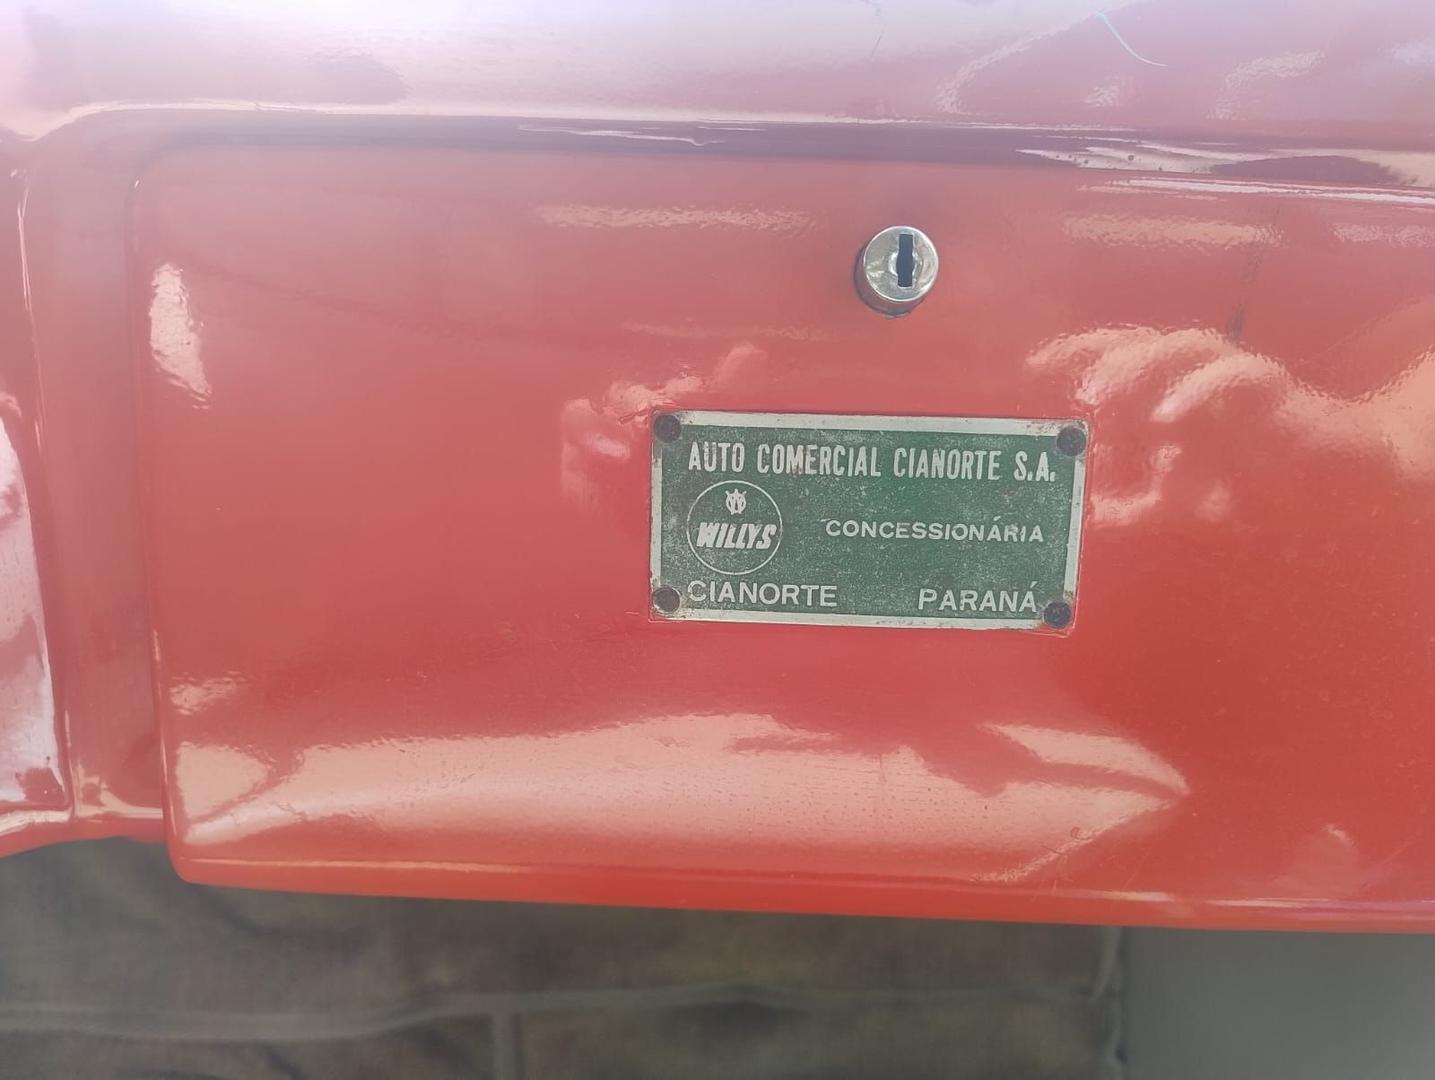 AUTO COMERCIAL CIANORTE S.A.
WILLYS
CONCESSIONÁRIA
CIANORTE PARANÁ